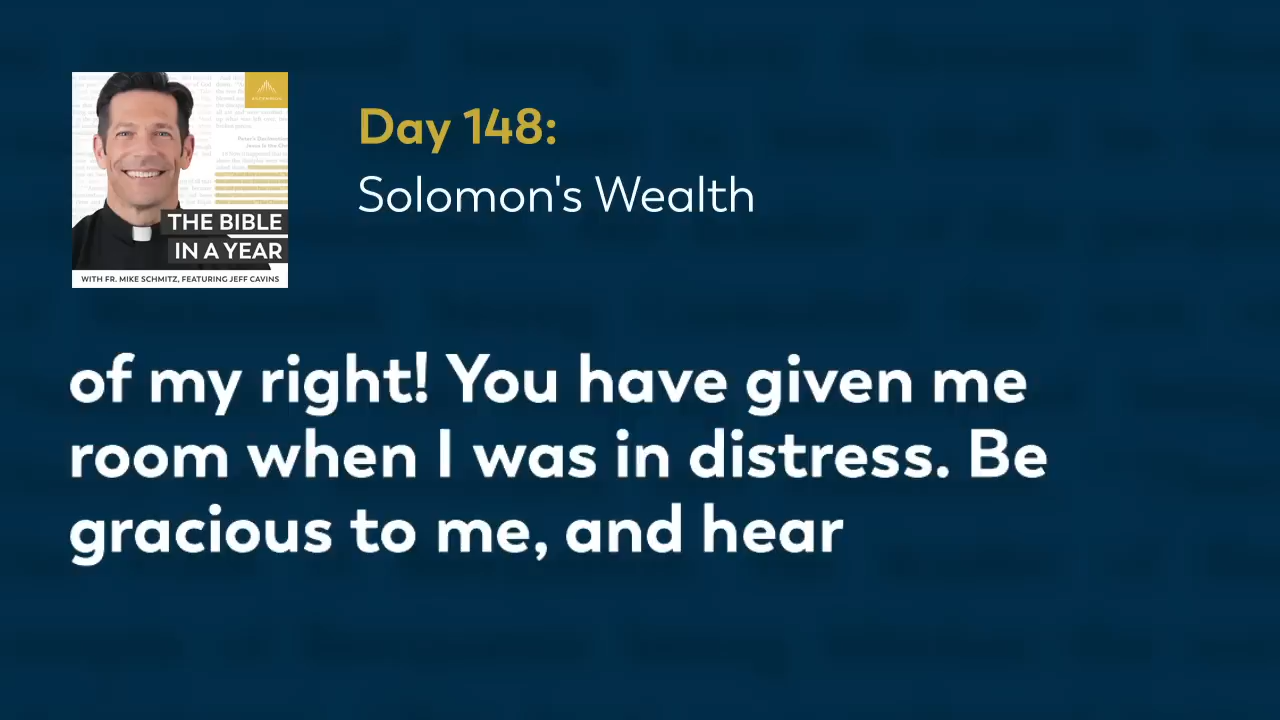 Day 148:
Solomon's Wealth
THE BIBLE
IN A YEAR
WITH FR. MIKE SCHMITZ, FEATURING JEFF CAVINS
of my right! You have given me
room when I was in distress. Be
gracious to me, and hear